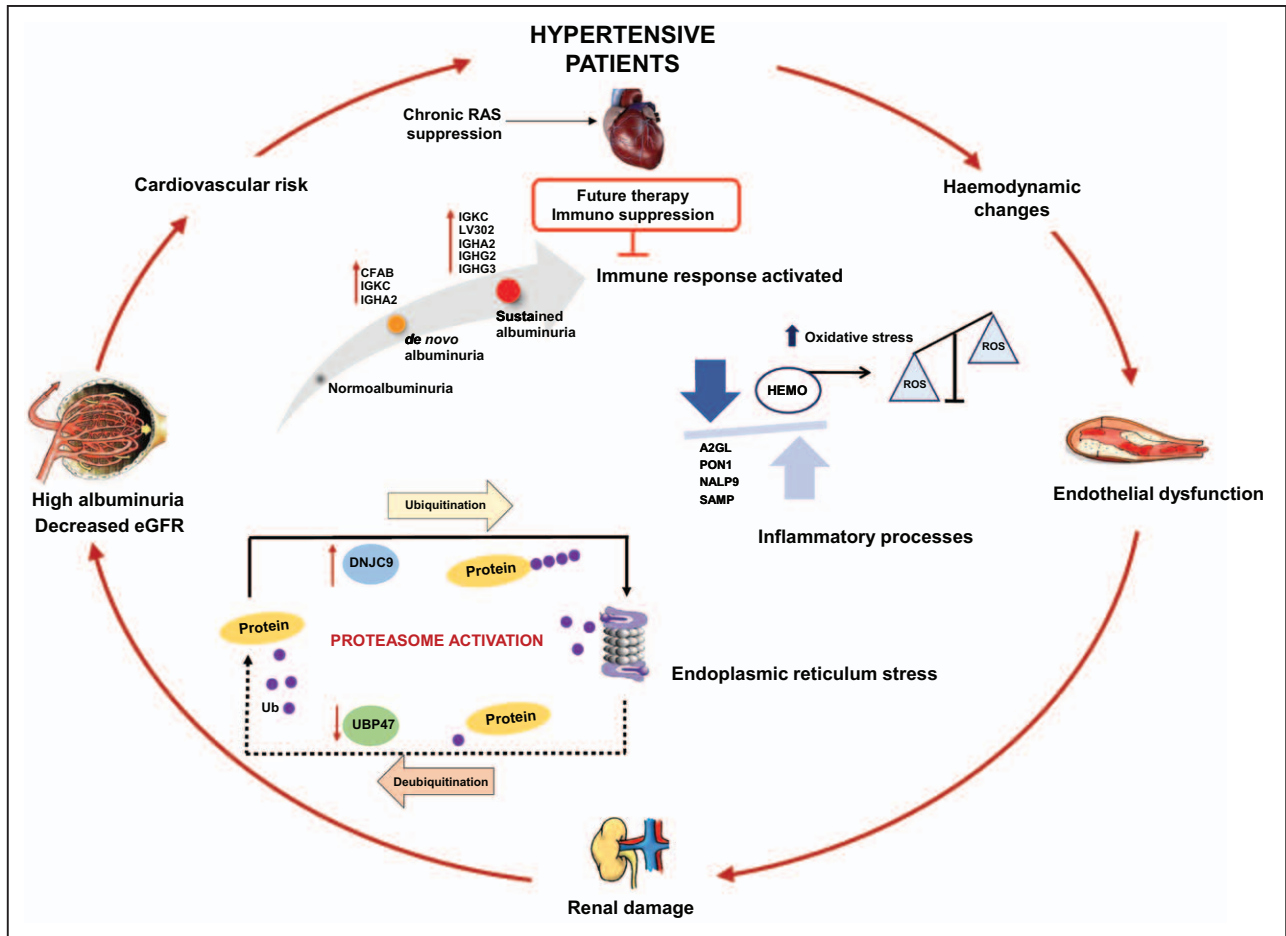 HYPERTENSIVE
PATIENTS
Chronic RAS
suppression
Cardiovascular risk
Haemodynamic
changes
Future therapy
Immuno suppression
IGKC
LV302
IGHA2
IGHG2
IGHG3
CFAB
IGKC
IGHA2
Immune response activated
Sustained
albuminuria
de novo
albuminuria
Normoalbuminuria
Oxidative stress
HEMO
ROS
ROS
A2GL
PON1
NALP9
SAMP
Inflammatory processes
Endothelial dysfunction
High albuminuria
Decreased eGFR
Ubiquitination
DNJC9
Protein
Protein
PROTEASOME ACTIVATION
Endoplasmic reticulum stress
Ub
UBP47
Protein
Deubiquitination
Renal damage